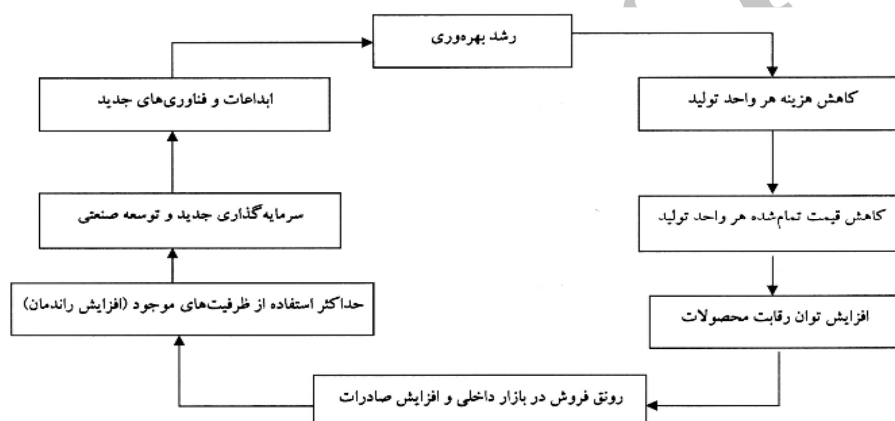 رشد بهره‌وری
کاهش هزینه هر واحد تولید
کاهش قیمت تمام‌شده هر واحد تولید
افزایش توان رقابت محصولات
رونق فروش در بازار داخلی و افزایش صادرات
حداکثر استفاده از ظرفیت‌های موجود (افزایش راندمان)
سرمایه‌گذاری جدید و توسعه صنعتی
ابداعات و فناوری‌های جدید